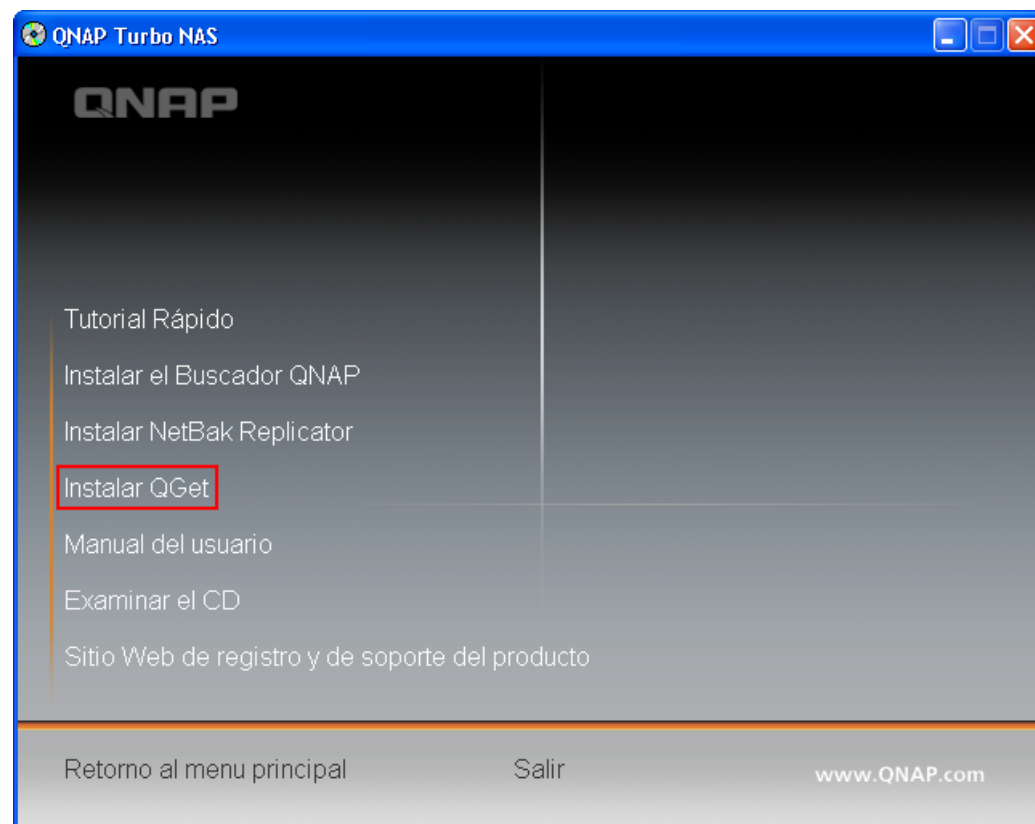 QNAP Turbo NAS
QNAP
Tutorial Rápido
Instalar el Buscador QNAP
Instalar NetBak Replicator
Instalar QGet
Manual del usuario
Examinar el CD
Sitio Web de registro y de soporte del producto
Retorno al menu principal
Salir
www.QNAP.com